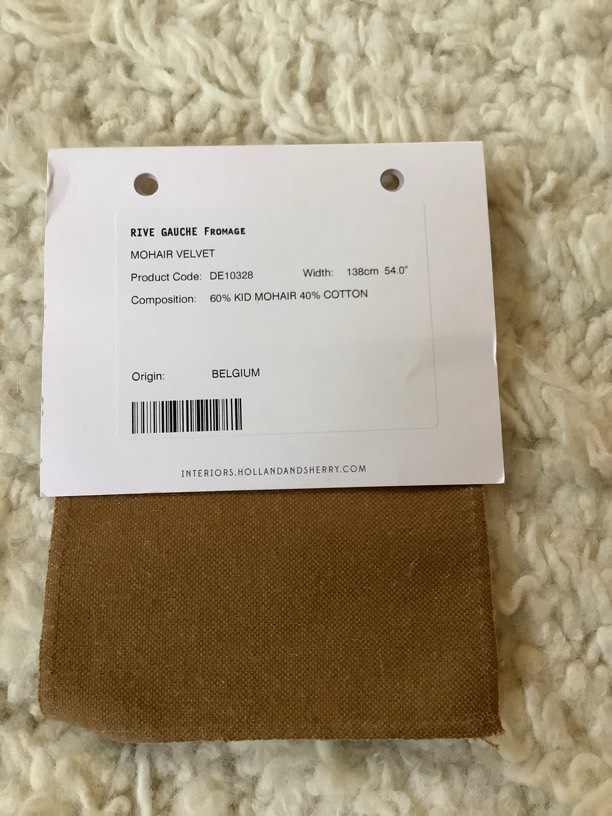 RIVE GAUCHE FROMAGE
MOHAIR VELVET
Product Code: DE10328 Width: 138cm 54.0"
Composition: 60% KID MOHAIR 40% COTTON
Origin: BELGIUM
INTERIORS.HOLLANDANDSHERRY.COM